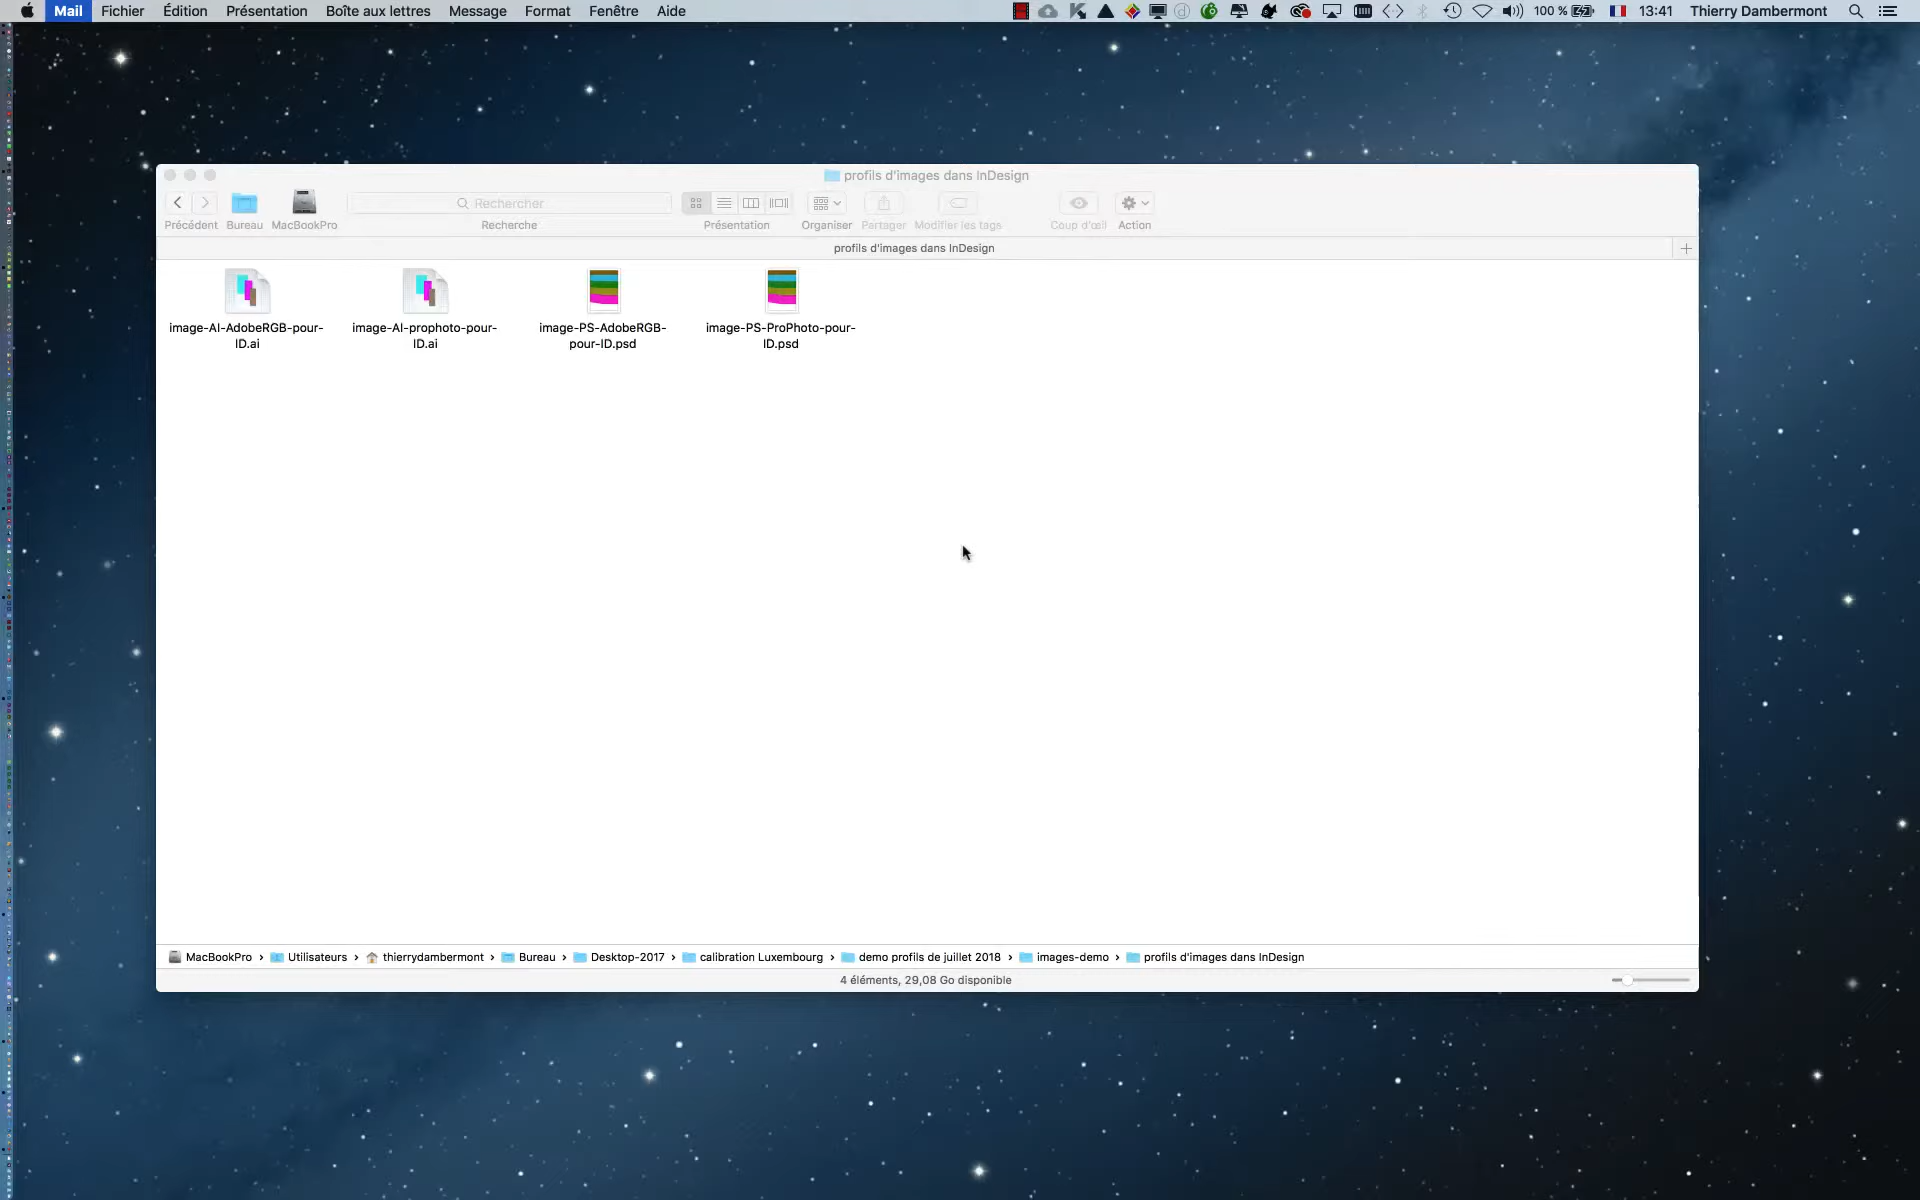 Mail Fichier Édition Présentation Boîte aux lettres Message Format Fenêtre Aide
100 % 13:41 Thierry Dambermont
profils d'images dans InDesign
Rechercher
Précédent Bureau MacBookPro Recherche Présentation Organiser Partager Modifier les tags Coup d'œil Action
profils d'images dans InDesign
image-AI-AdobeRGB-pour-
ID.ai
image-AI-prophoto-pour-
ID.ai
image-PS-AdobeRGB-
pour-ID.psd
image-PS-ProPhoto-pour-
ID.psd
MacBookPro › Utilisateurs › thierrydambermont › Bureau › Desktop-2017 › calibration Luxembourg › demo profils de juillet 2018 › images-demo › profils d'images dans InDesign
4 éléments, 29,08 Go disponible